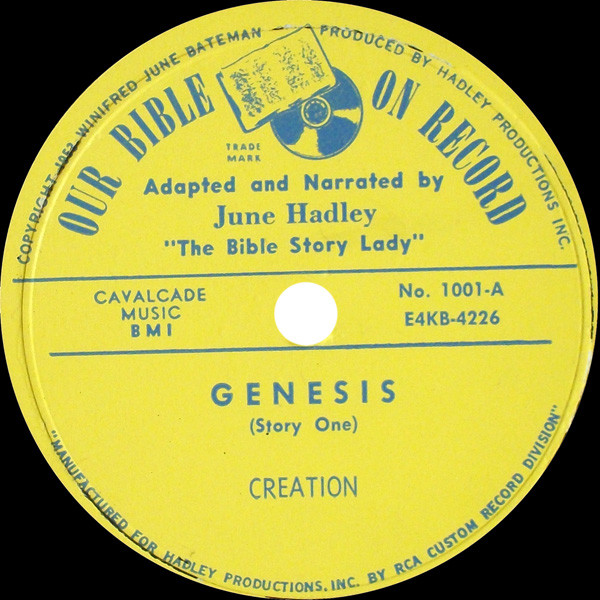 COPYRIGHT 1952 WINIFRED JUNE BATEMAN
PRODUCED BY HADLEY PRODUCTIONS INC.
OUR BIBLE ON RECORD
TRADE
MARK
Adapted and Narrated by
June Hadley
"The Bible Story Lady"
CAVALCADE
MUSIC
BMI
No. 1001-A
E4KB-4226
GENESIS
(Story One)
CREATION
"MANUFACTURED FOR HADLEY PRODUCTIONS, INC. BY RCA CUSTOM RECORD DIVISION"